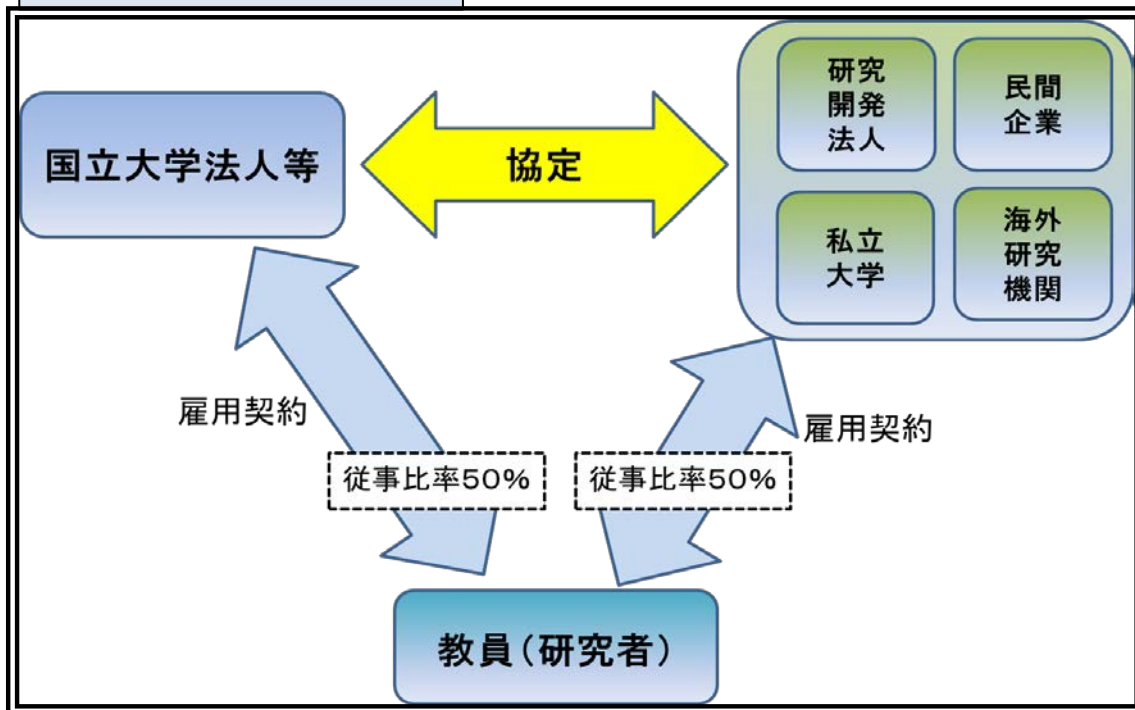 国立大学法人等
協定
研究
開発
法人
民間
企業
私立
大学
海外
研究
機関
雇用契約
雇用契約
従事比率50%
従事比率50%
教員(研究者)